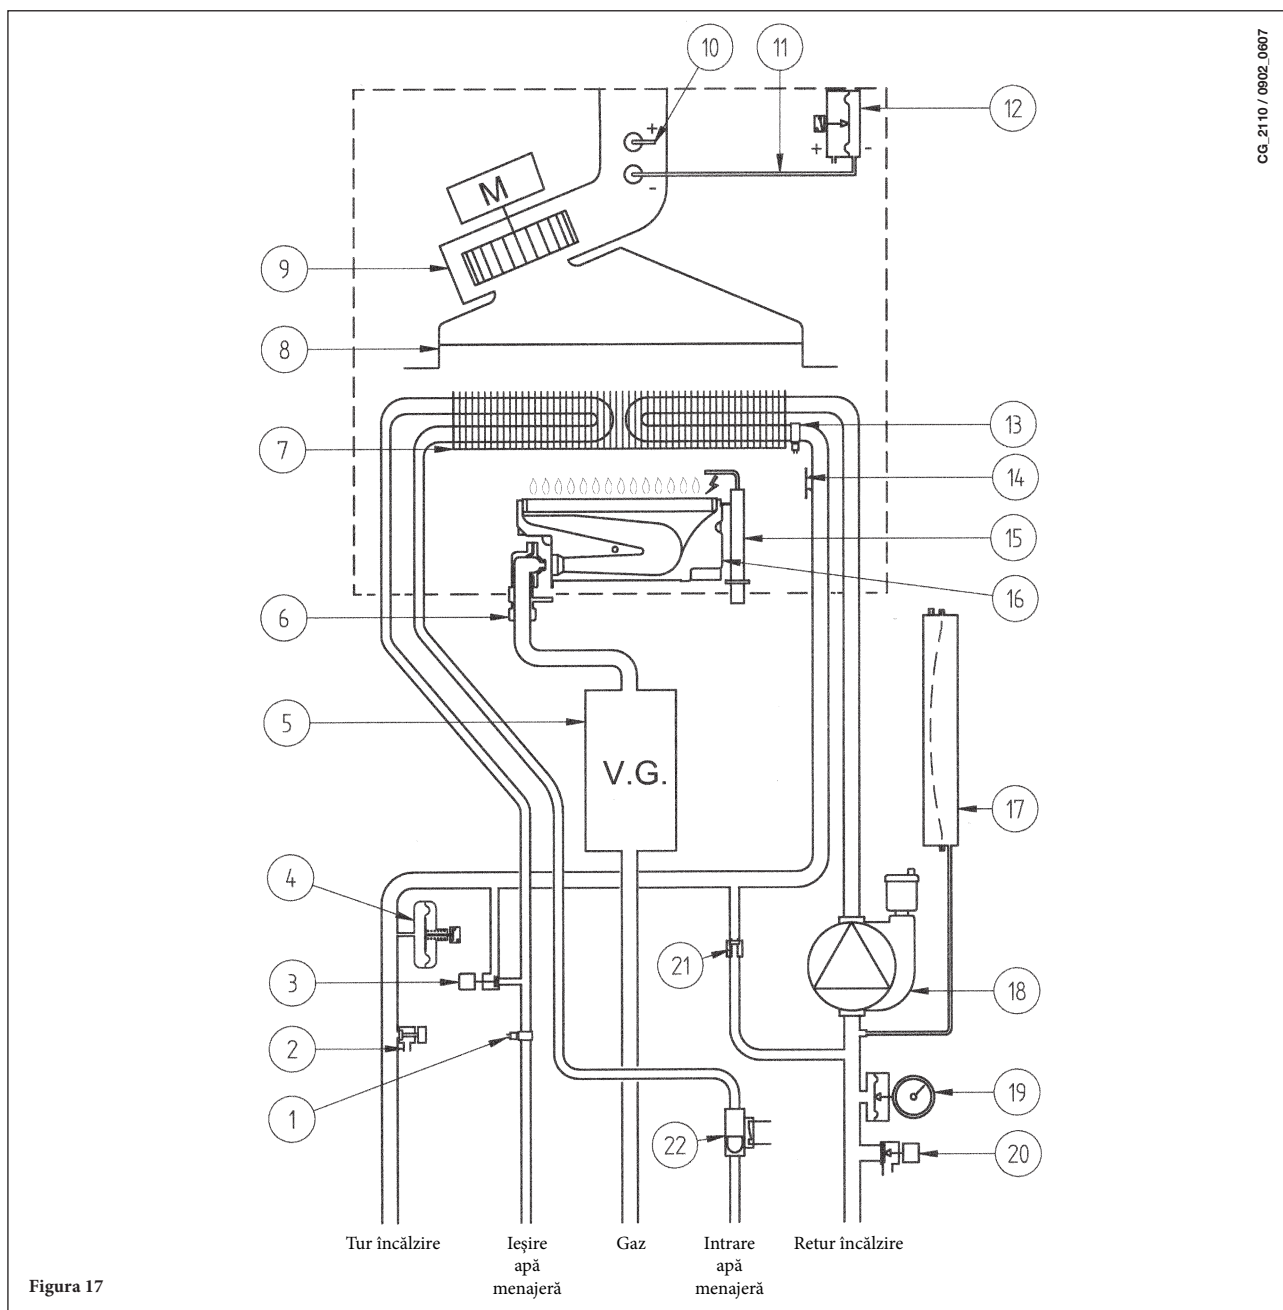 CG_2110 / 0902_0607
10
11
12
+
-
+
-
M
9
8
7
13
14
15
16
6
5
V.G.
17
4
3
21
18
2
1
19
22
20
Tur încălzire
Ieșire
apă
menajeră
Gaz
Intrare
apă
menajeră
Retur încălzire
Figura 17